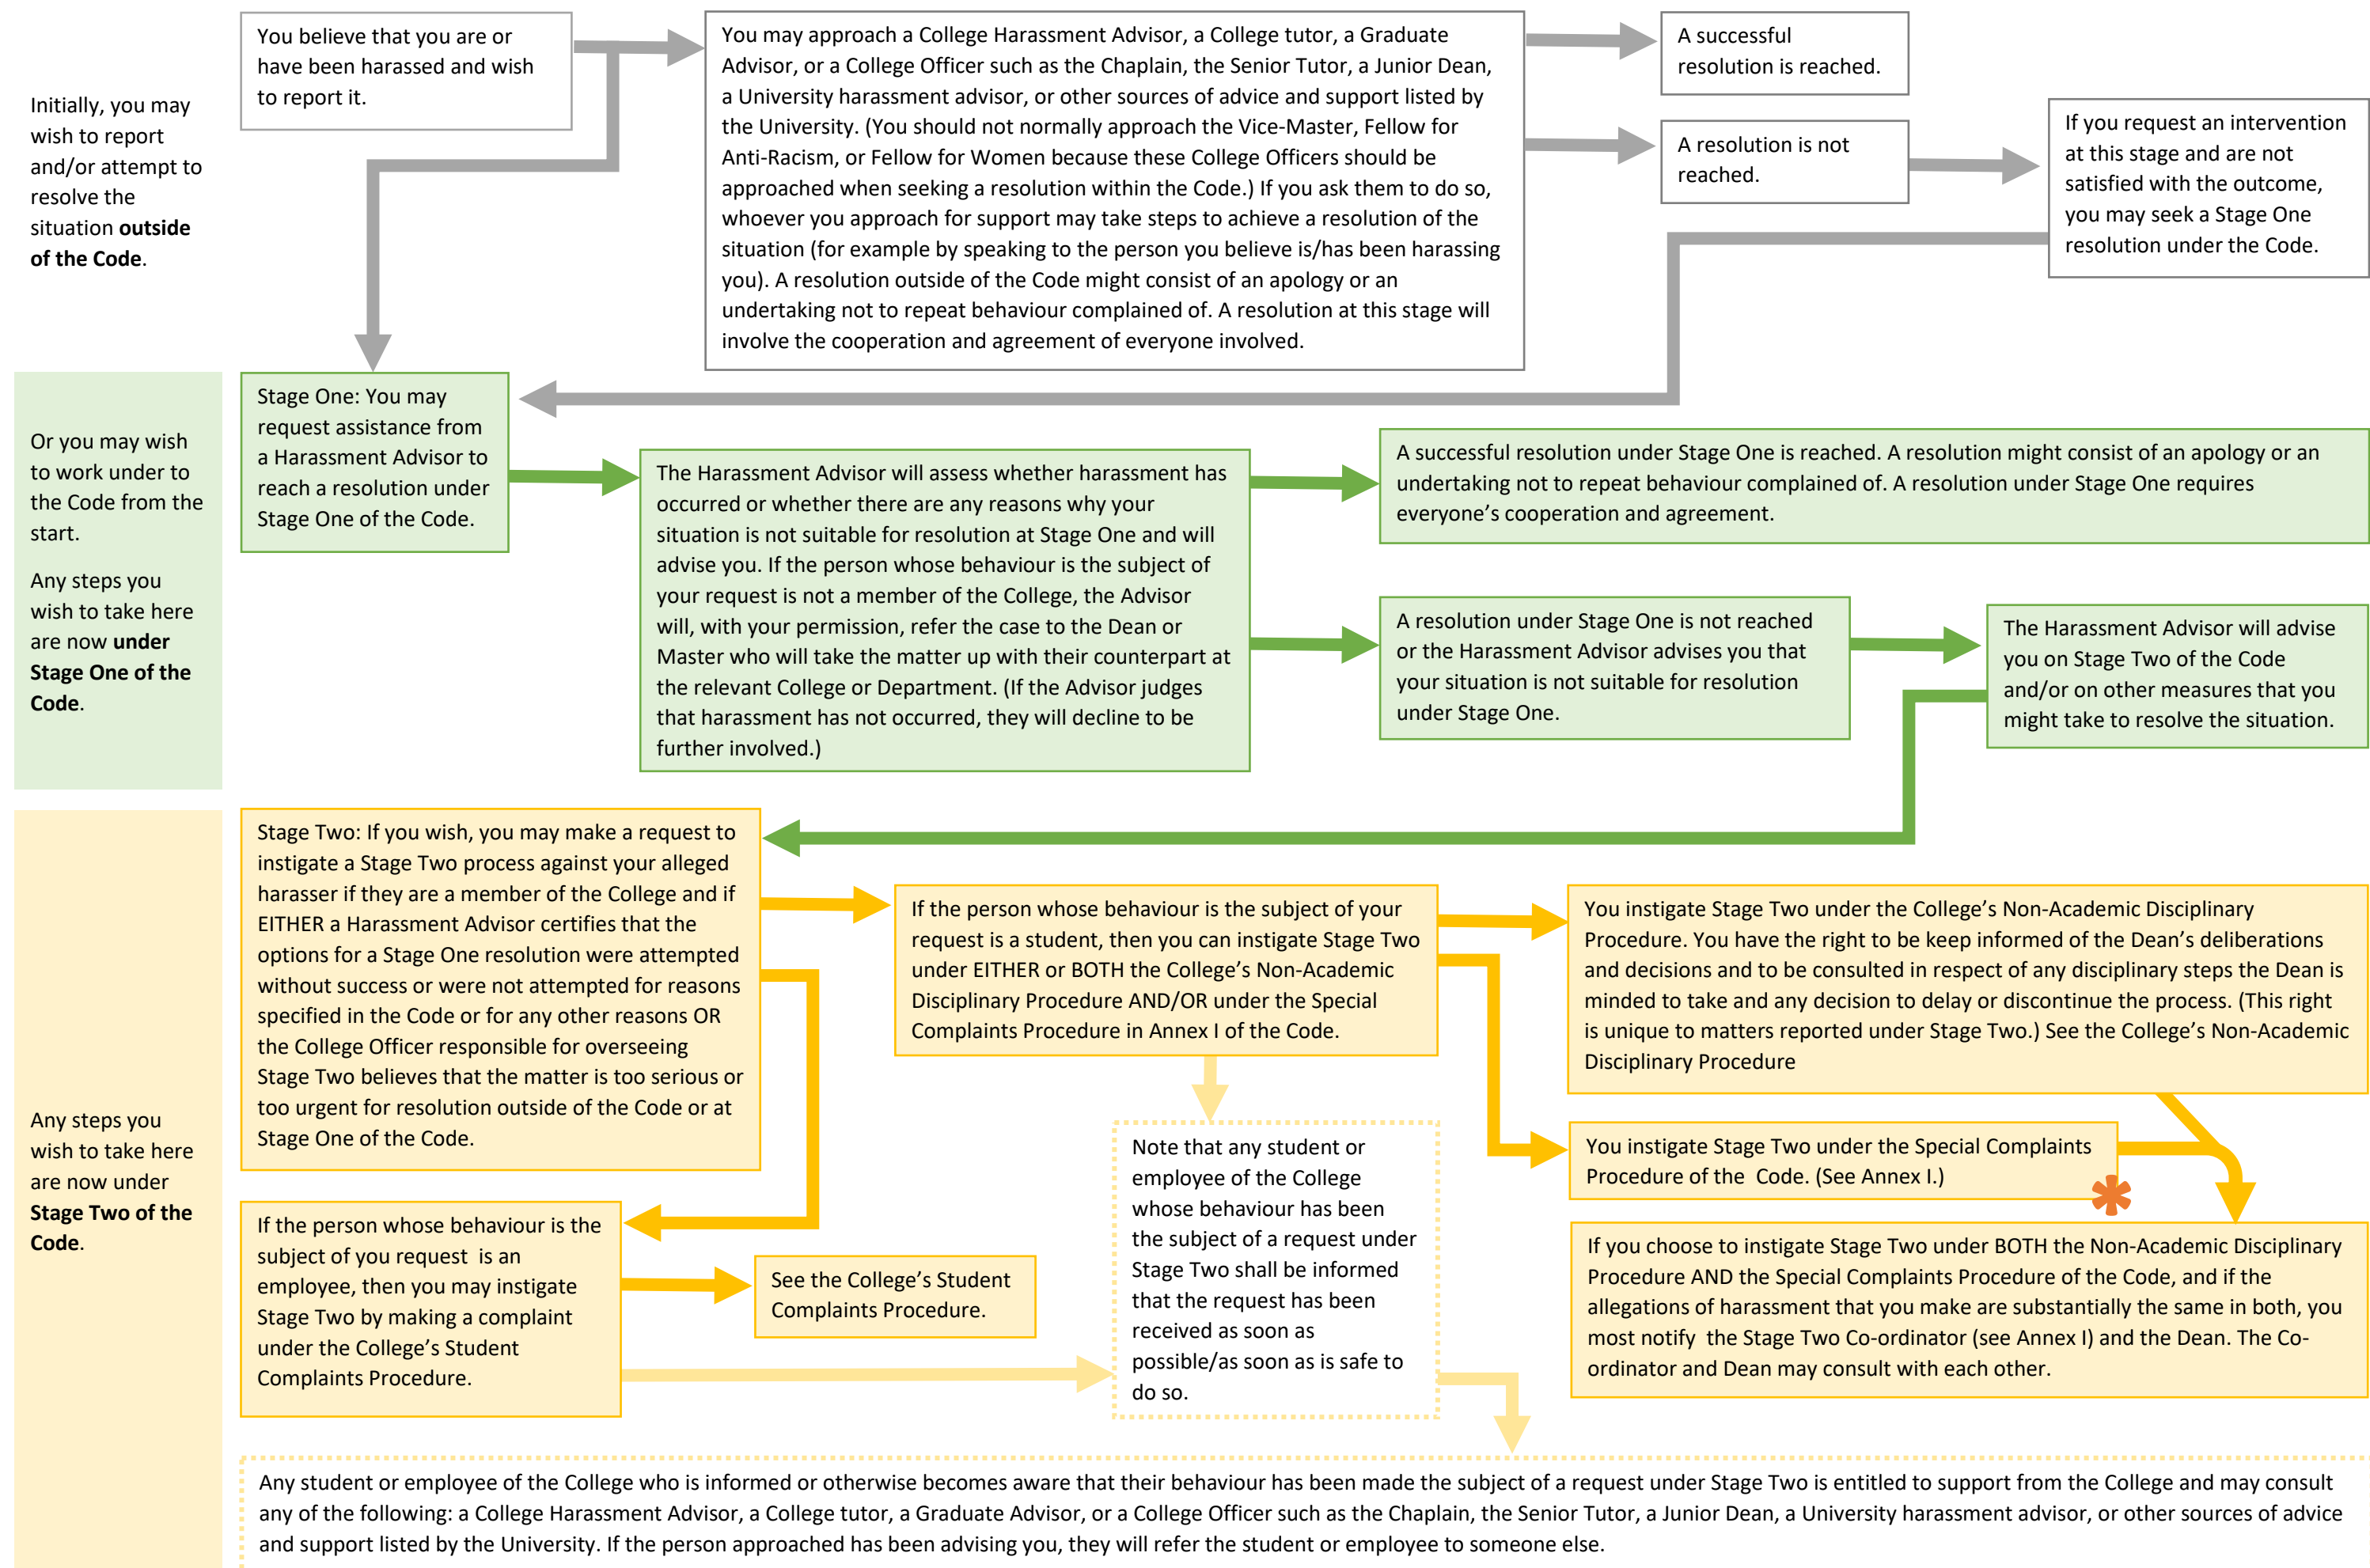 Initially, you may
wish to report
and/or attempt to
resolve the
situation outside
of the Code.
You believe that you are or
have been harassed and wish
to report it.
You may approach a College Harassment Advisor, a College tutor, a Graduate
Advisor, or a College Officer such as the Chaplain, the Senior Tutor, a Junior Dean,
a University harassment advisor, or other sources of advice and support listed by
the University. (You should not normally approach the Vice-Master, Fellow for
Anti-Racism, or Fellow for Women because these College Officers should be
approached when seeking a resolution within the Code.) If you ask them to do so,
whoever you approach for support may take steps to achieve a resolution of the
situation (for example by speaking to the person you believe is/has been harassing
you). A resolution outside of the Code might consist of an apology or an
undertaking not to repeat behaviour complained of. A resolution at this stage will
involve the cooperation and agreement of everyone involved.
A successful
resolution is reached.
A resolution is not
reached.
If you request an intervention
at this stage and are not
satisfied with the outcome,
you may seek a Stage One
resolution under the Code.
Or you may wish
to work under to
the Code from the
start.
Any steps you
wish to take here
are now under
Stage One of the
Code.
Stage One: You may
request assistance from
a Harassment Advisor to
reach a resolution under
Stage One of the Code.
The Harassment Advisor will assess whether harassment has
occurred or whether there are any reasons why your
situation is not suitable for resolution at Stage One and will
advise you. If the person whose behaviour is the subject of
your request is not a member of the College, the Advisor
will, with your permission, refer the case to the Dean or
Master who will take the matter up with their counterpart at
the relevant College or Department. (If the Advisor judges
that harassment has not occurred, they will decline to be
further involved.)
A successful resolution under Stage One is reached. A resolution might consist of an apology or an
undertaking not to repeat behaviour complained of. A resolution under Stage One requires
everyone's cooperation and agreement.
A resolution under Stage One is not reached
or the Harassment Advisor advises you that
your situation is not suitable for resolution
under Stage One.
The Harassment Advisor will advise
you on Stage Two of the Code
and/or on other measures that you
might take to resolve the situation.
Any steps you
wish to take here
are now under
Stage Two of the
Code.
Stage Two: If you wish, you may make a request to
instigate a Stage Two process against your alleged
harasser if they are a member of the College and if
EITHER a Harassment Advisor certifies that the
options for a Stage One resolution were attempted
without success or were not attempted for reasons
specified in the Code or for any other reasons OR
the College Officer responsible for overseeing
Stage Two believes that the matter is too serious or
too urgent for resolution outside of the Code or at
Stage One of the Code.
If the person whose behaviour is the subject of your
request is a student, then you can instigate Stage Two
under EITHER or BOTH the College's Non-Academic
Disciplinary Procedure AND/OR under the Special
Complaints Procedure in Annex I of the Code.
You instigate Stage Two under the College's Non-Academic Disciplinary
Procedure. You have the right to be keep informed of the Dean's deliberations
and decisions and to be consulted in respect of any disciplinary steps the Dean is
minded to take and any decision to delay or discontinue the process. (This right
is unique to matters reported under Stage Two.) See the College's Non-Academic
Disciplinary Procedure
You instigate Stage Two under the Special Complaints
Procedure of the Code. (See Annex I.)
If you choose to instigate Stage Two under BOTH the Non-Academic Disciplinary
Procedure AND the Special Complaints Procedure of the Code, and if the
allegations of harassment that you make are substantially the same in both, you
most notify the Stage Two Co-ordinator (see Annex I) and the Dean. The Co-
ordinator and Dean may consult with each other.
If the person whose behaviour is the
subject of you request is an
employee, then you may instigate
Stage Two by making a complaint
under the College's Student
Complaints Procedure.
See the College's Student
Complaints Procedure.
Note that any student or
employee of the College
whose behaviour has been
the subject of a request under
Stage Two shall be informed
that the request has been
received as soon as
possible/as soon as is safe to
do so.
Any student or employee of the College who is informed or otherwise becomes aware that their behaviour has been made the subject of a request under Stage Two is entitled to support from the College and may consult
any of the following: a College Harassment Advisor, a College tutor, a Graduate Advisor, or a College Officer such as the Chaplain, the Senior Tutor, a Junior Dean, a University harassment advisor, or other sources of advice
and support listed by the University. If the person approached has been advising you, they will refer the student or employee to someone else.